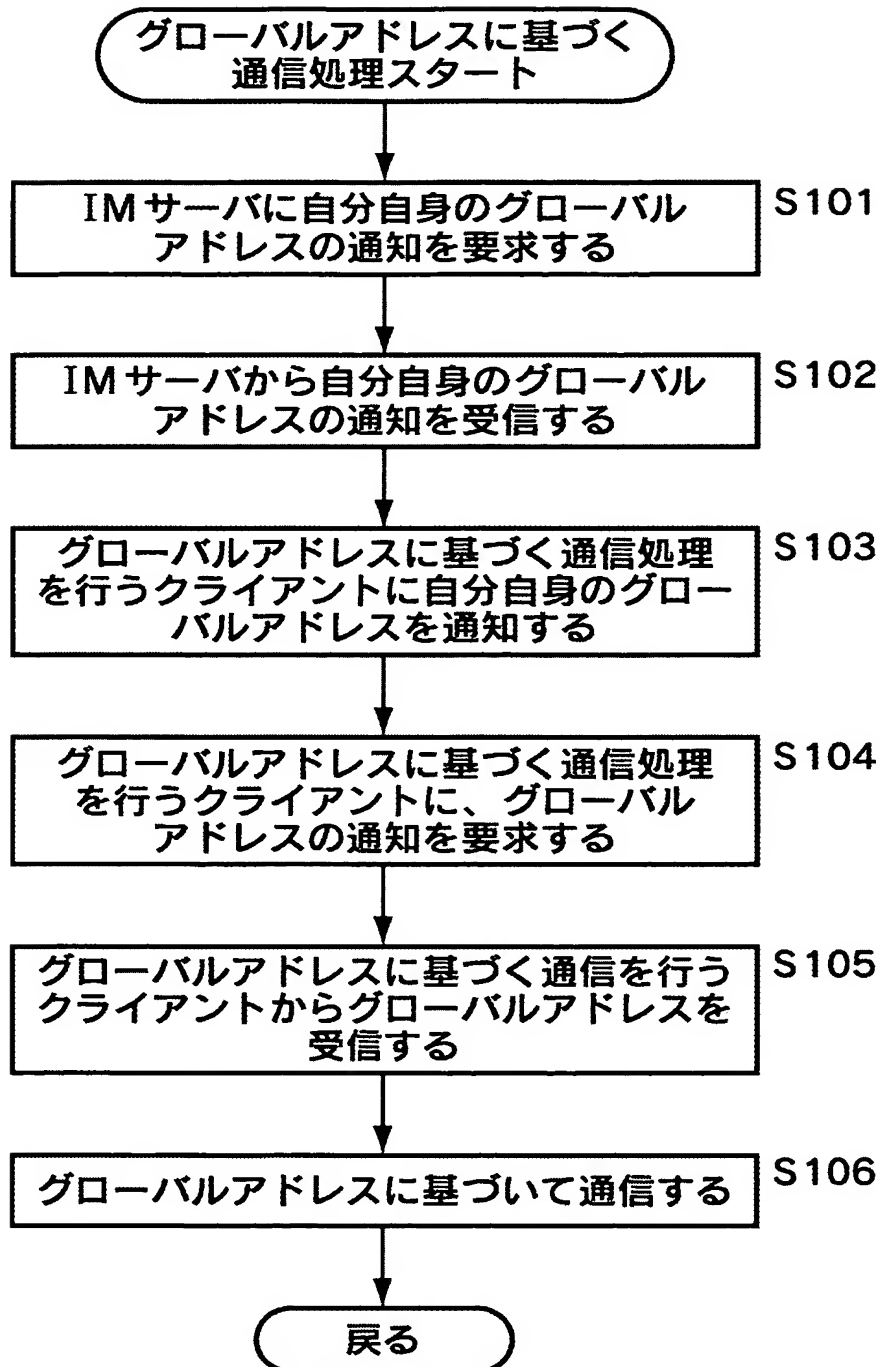 グローバルアドレスに基づく
通信処理スタート
IMサーバに自分自身のグローバル
アドレスの通知を要求する
S101
IMサーバから自分自身のグローバル
アドレスの通知を受信する
S102
グローバルアドレスに基づく通信処理
を行うクライアントに自分自身のグロー
バルアドレスを通知する
S103
グローバルアドレスに基づく通信処理
を行うクライアントに、グローバル
アドレスの通知を要求する
S104
グローバルアドレスに基づく通信を行う
クライアントからグローバルアドレスを
受信する
S105
グローバルアドレスに基づいて通信する
S106
戻る